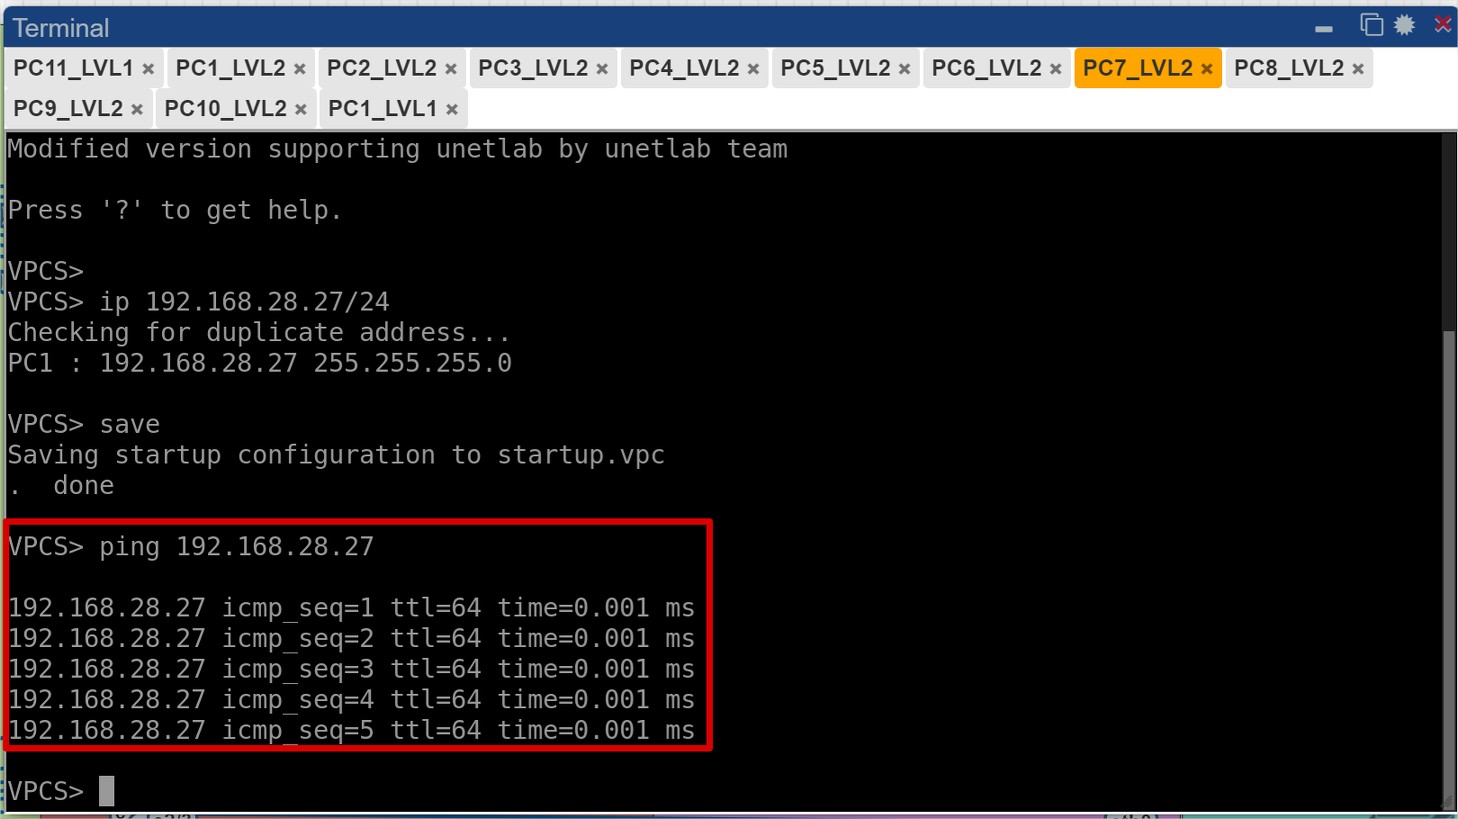 Terminal
PC11_LVL1 × PC1_LVL2 × PC2_LVL2 × PC3_LVL2 × PC4_LVL2 × PC5_LVL2 × PC6_LVL2 × PC7_LVL2 × PC8_LVL2 ×
PC9_LVL2 × PC10_LVL2 × PC1_LVL1 ×
Modified version supporting unetlab by unetlab team
Press '?' to get help.
VPCS>
VPCS> ip 192.168.28.27/24
Checking for duplicate address...
PC1 : 192.168.28.27 255.255.255.0
VPCS> save
Saving startup configuration to startup.vpc
.  done
VPCS> ping 192.168.28.27
192.168.28.27 icmp_seq=1 ttl=64 time=0.001 ms
192.168.28.27 icmp_seq=2 ttl=64 time=0.001 ms
192.168.28.27 icmp_seq=3 ttl=64 time=0.001 ms
192.168.28.27 icmp_seq=4 ttl=64 time=0.001 ms
192.168.28.27 icmp_seq=5 ttl=64 time=0.001 ms
VPCS>